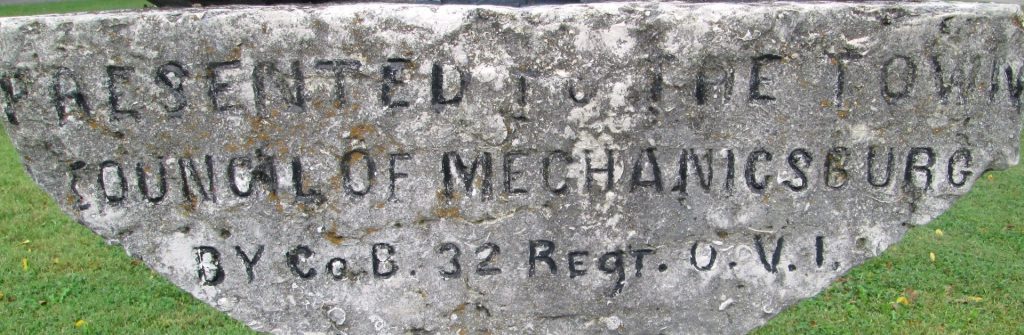 PRESENTED TO THE TOWN
COUNCIL OF MECHANICSBURG
BY Co. B. 32 REGT. O.V.I.